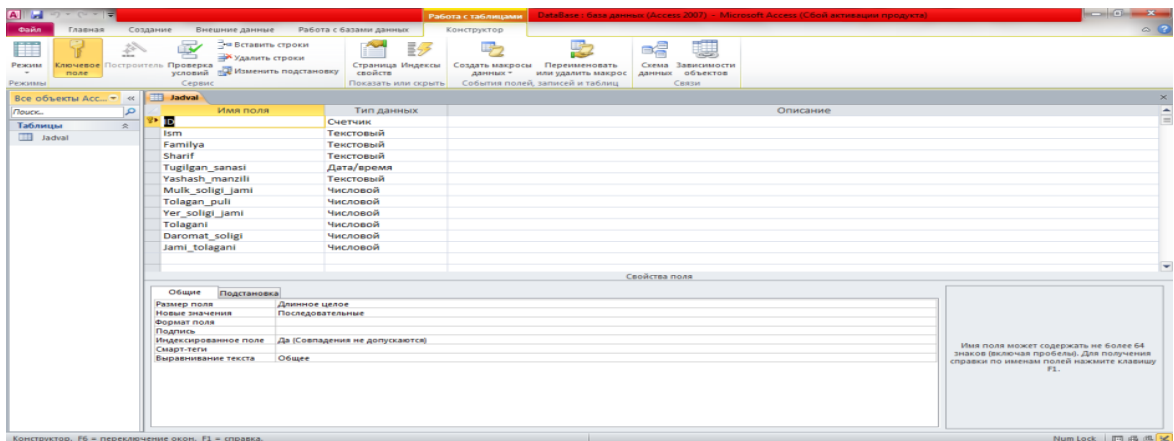 Работа с таблицами DataBase : база данных (Access 2007) - Microsoft Access (Сбой активации продукта)
Файл Главная Создание Внешние данные Работа с базами данных Конструктор
Режим
Ключевое поле
Построитель
Проверка условий
Вставить строки
Удалить строки
Изменить подстановку
Страница свойств
Индексы
Создать макросы данных
Переименовать или удалить макрос
Схема данных
Зависимости объектов
Режимы Сервис Показать или скрыть События полей, записей и таблиц Связи
Все объекты Acc...
Поиск...
Таблицы
Jadval
Jadval
Имя поля Тип данных Описание
ID Счетчик
Ism Текстовый
Familya Текстовый
Sharif Текстовый
Tugilgan_sanasi Дата/время
Yashash_manzili Текстовый
Mulk_soligi_jami Числовой
Tolagan_puli Числовой
Yer_soligi_jami Числовой
Tolagani Числовой
Daromat_soligi Числовой
Jami_tolagani Числовой
Свойства поля
Общие Подстановка
Размер поля Длинное целое
Новые значения Последовательные
Формат поля
Подпись
Индексированное поле Да (Совпадения не допускаются)
Смарт-теги
Выравнивание текста Общее
Имя поля может содержать не более 64
знаков (включая пробелы). Для получения
справки по именам полей нажмите клавишу
F1.
Конструктор. F6 = переключение окон. F1 = справка. Num Lock